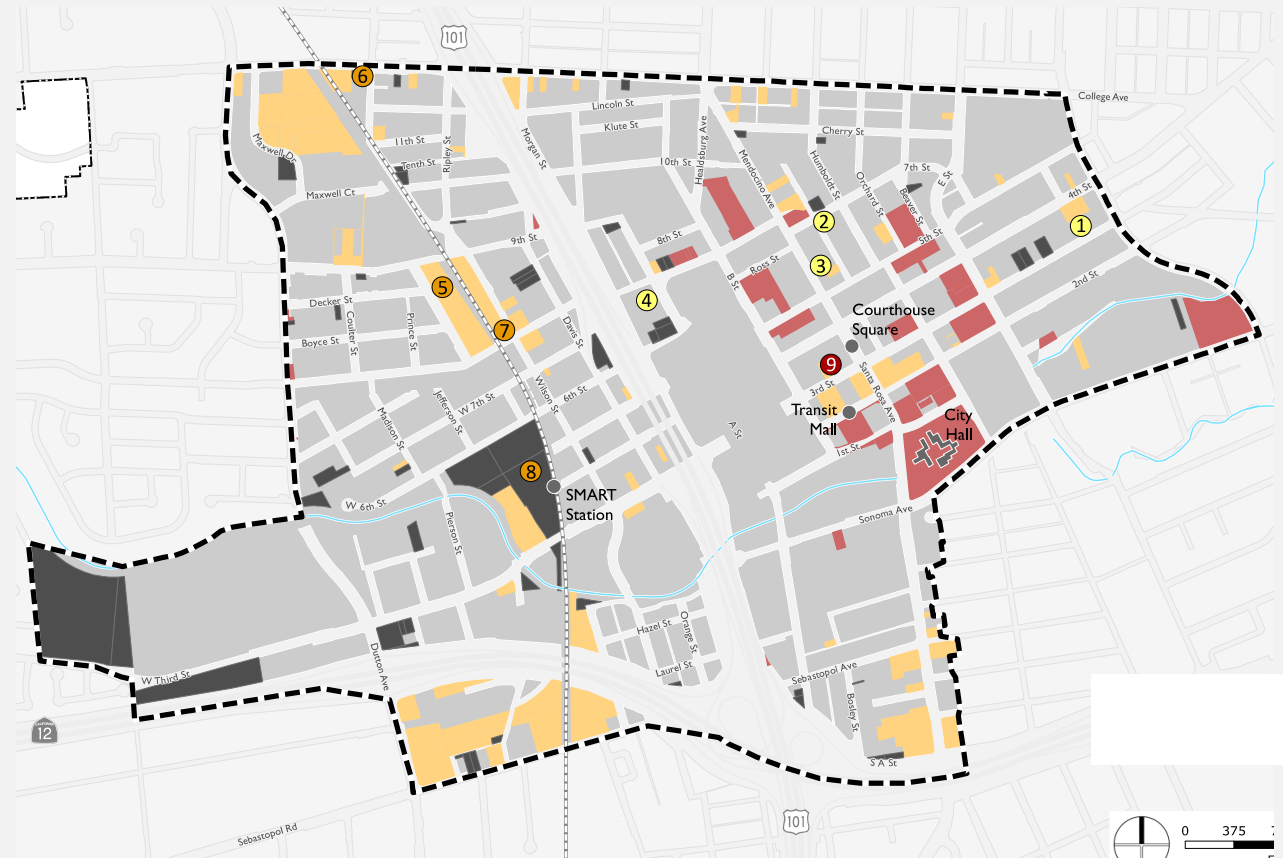 101
6
College Ave
Lincoln St
Klute St
Cherry St
11th St
Tenth St
Ripley St
Morgan St
10th St
Healdsburg Ave
Mendocino Ave
Humboldt St
Orchard St
Beaver St
7th St
E St
4th St
Maxwell Dr
Maxwell Ct
1
2
3
5th St
9th St
8th St
Ross St
B St
2nd St
5
4
7
Decker St
Coulter St
Prince St
Boyce St
Davis St
Courthouse
Square
9
3rd St
Santa Rosa Ave
Transit
Mall
City
Hall
1st St
A St
Wilson St
6th St
W 7th St
Jefferson St
Madison St
8
SMART
Station
W 6th St
Pierson St
Sonoma Ave
Hazel St
Orange St
Laurel St
Dutton Ave
W Third St
Sebastopol Ave
Bosley St
S A St
CALIFORNIA
12
101
Sebastopol Rd
0 375